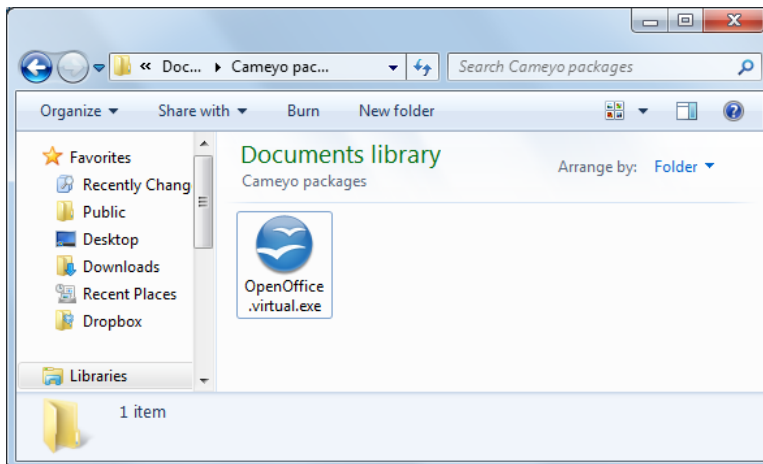 « Doc... Cameyo pac...
Search Cameyo packages
Organize Share with Burn New folder
Favorites
Recently Chang
Public
Desktop
Downloads
Recent Places
Dropbox
Libraries
Documents library
Cameyo packages
Arrange by: Folder
OpenOffice
.virtual.exe
1 item